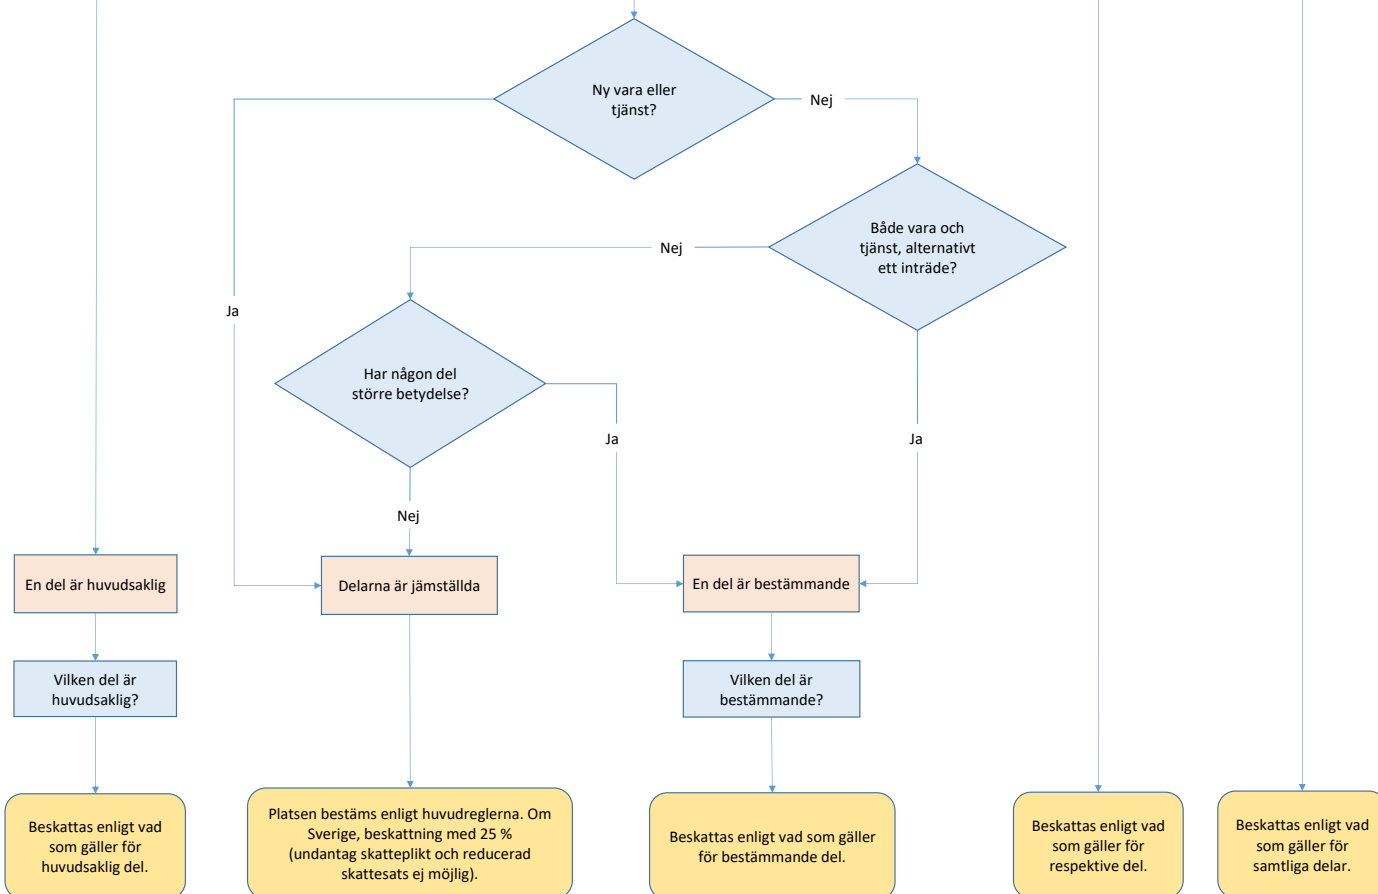 Ny vara eller
tjänst?
Nej
Både vara och
tjänst, alternativt
ett inträde?
Nej
Ja
Har någon del
större betydelse?
Ja
Ja
Nej
En del är huvudsaklig
Delarna är jämställda
En del är bestämmande
Vilken del är
huvudsaklig?
Vilken del är
bestämmande?
Beskattas enligt vad
som gäller för
huvudsaklig del.
Platsen bestäms enligt huvudreglerna. Om
Sverige, beskattning med 25 %
(undantag skatteplikt och reducerad
skattesats ej möjlig).
Beskattas enligt vad som gäller
för bestämmande del.
Beskattas enligt vad
som gäller för
respektive del.
Beskattas enligt vad
som gäller för
samtliga delar.